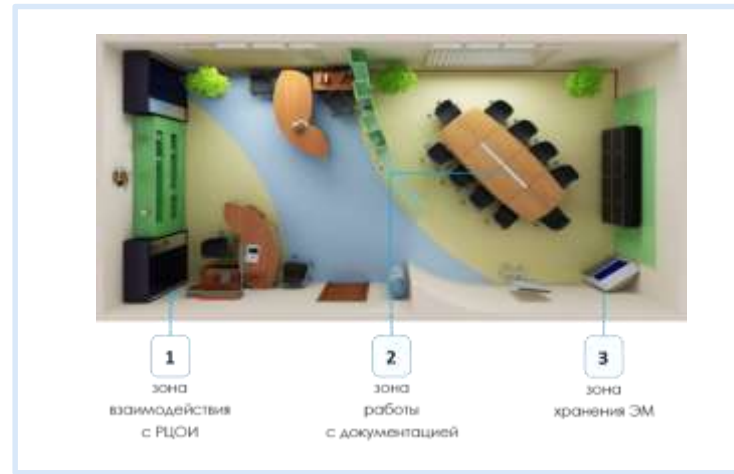 1
зона
взаимодействия
с РЦОИ
2
зона
работы
с документацией
3
зона
хранения ЭМ